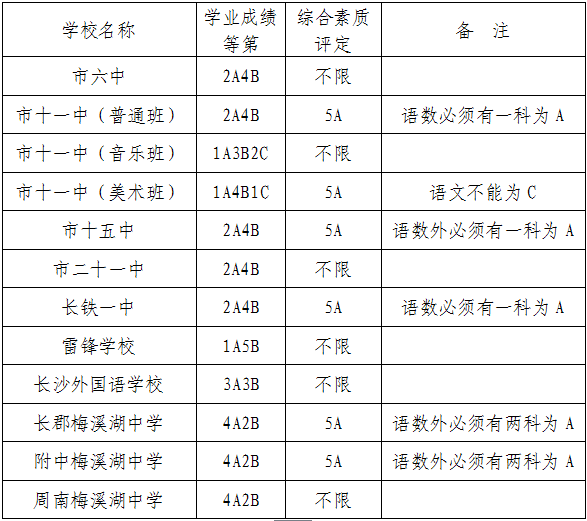 学校名称 学业成绩等第 综合素质评定 备 注
市六中 2A4B 不限
市十一中（普通班） 2A4B 5A 语数必须有一科为A
市十一中（音乐班） 1A3B2C 不限
市十一中（美术班） 1A4B1C 5A 语文不能为C
市十五中 2A4B 5A 语数外必须有一科为A
市二十一中 2A4B 不限
长铁一中 2A4B 5A 语数必须有一科为A
雷锋学校 1A5B 不限
长沙外国语学校 3A3B 不限
长郡梅溪湖中学 4A2B 5A 语数外必须有两科为A
附中梅溪湖中学 4A2B 5A 语数外必须有两科为A
周南梅溪湖中学 4A2B 不限